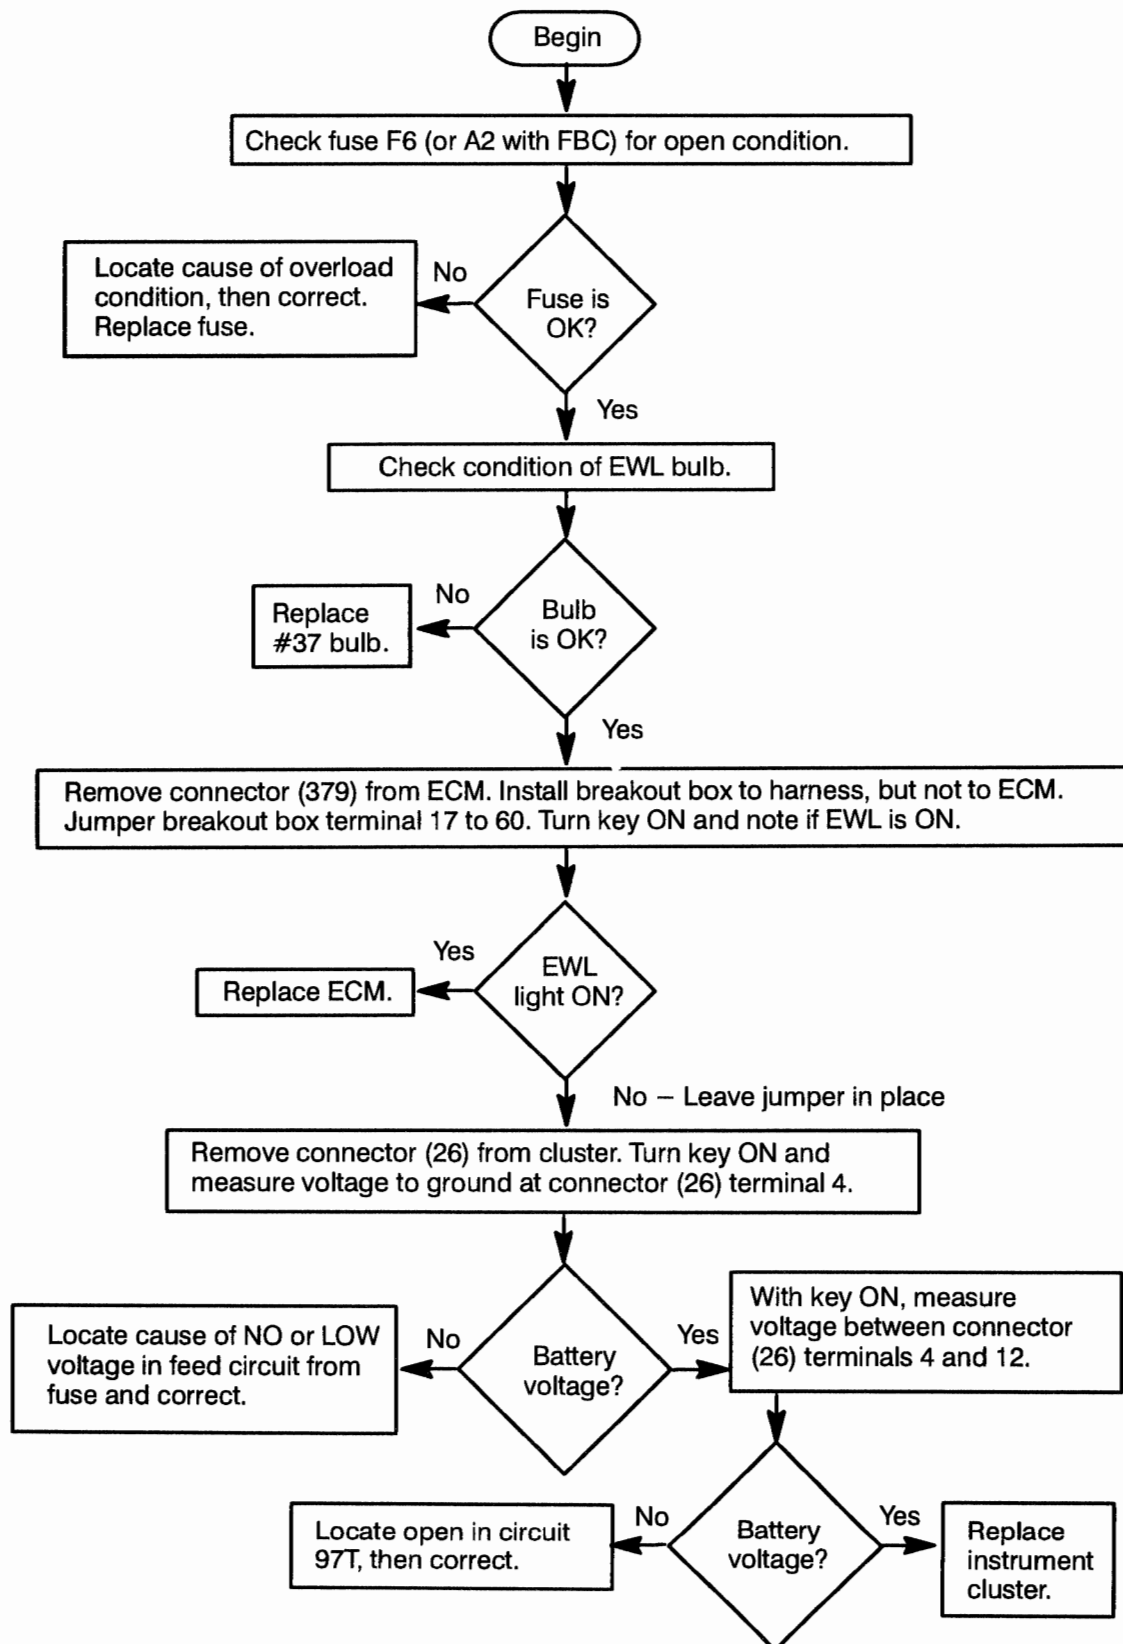 Begin
Check fuse F6 (or A2 with FBC) for open condition.
Fuse is
OK?
No
Locate cause of overload
condition, then correct.
Replace fuse.
Yes
Check condition of EWL bulb.
Bulb
is OK?
No
Replace
#37 bulb.
Yes
Remove connector (379) from ECM. Install breakout box to harness, but not to ECM.
Jumper breakout box terminal 17 to 60. Turn key ON and note if EWL is ON.
EWL
light ON?
Yes
Replace ECM.
No – Leave jumper in place
Remove connector (26) from cluster. Turn key ON and
measure voltage to ground at connector (26) terminal 4.
Battery
voltage?
No
Locate cause of NO or LOW
voltage in feed circuit from
fuse and correct.
Yes
With key ON, measure
voltage between connector
(26) terminals 4 and 12.
Battery
voltage?
No
Locate open in circuit
97T, then correct.
Yes
Replace
instrument
cluster.